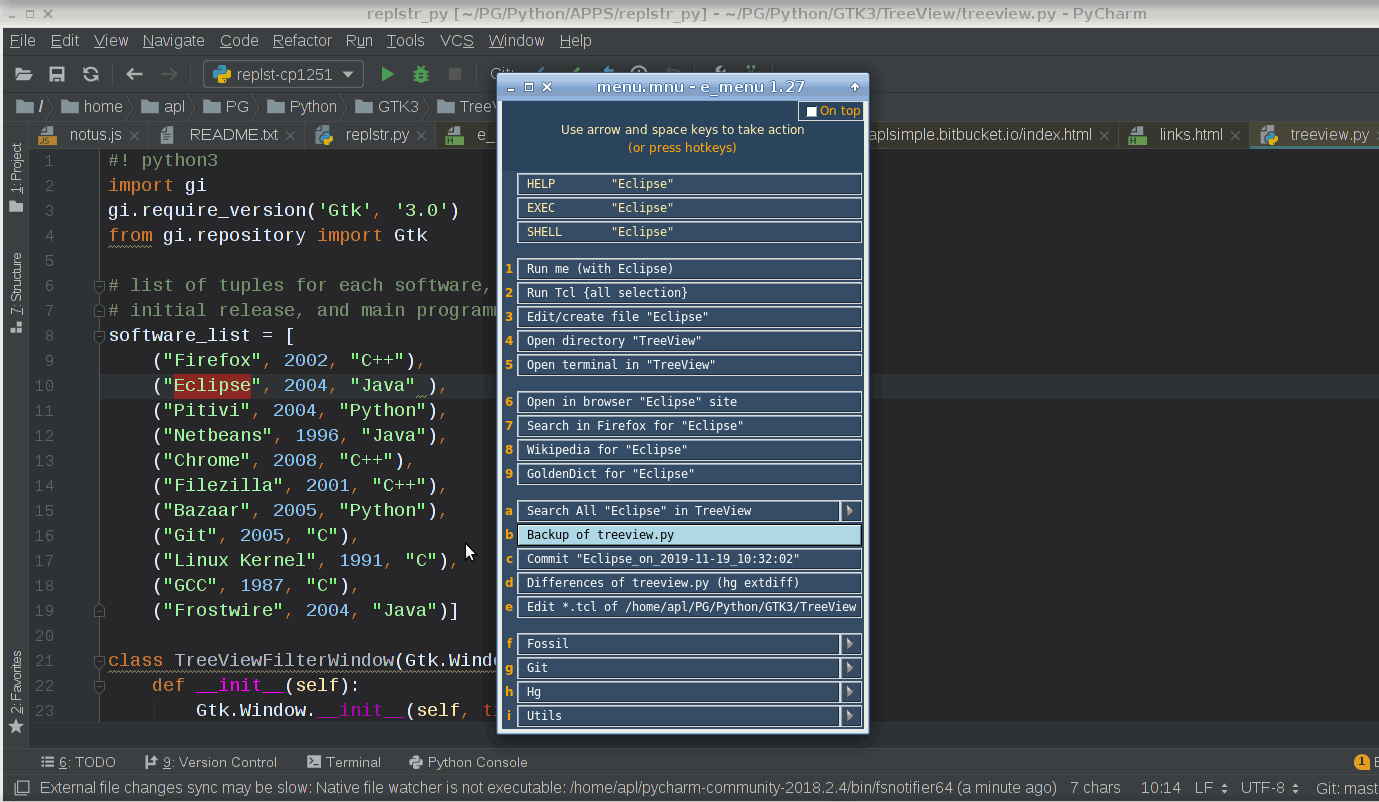 replstr_py [~/PG/Python/APPS/replstr_py] - ~/PG/Python/GTK3/TreeView/treeview.py - PyCharm
File Edit View Navigate Code Refactor Run Tools VCS Window Help
replst-cp1251 Git:
/ home apl PG Python GTK3 TreeV
notus.js README.txt replstr.py e_ aplsimple.bitbucket.io/index.html links.html treeview.py
1: Project
7: Structure
2: Favorites
1 #! python3
2 import gi
3 gi.require_version('Gtk', '3.0')
4 from gi.repository import Gtk
5
6 # list of tuples for each software,
7 # initial release, and main programm
8 software_list = [
9 ("Firefox", 2002, "C++"),
10 ("Eclipse", 2004, "Java" ),
11 ("Pitivi", 2004, "Python"),
12 ("Netbeans", 1996, "Java"),
13 ("Chrome", 2008, "C++"),
14 ("Filezilla", 2001, "C++"),
15 ("Bazaar", 2005, "Python"),
16 ("Git", 2005, "C"),
17 ("Linux Kernel", 1991, "C"),
18 ("GCC", 1987, "C"),
19 ("Frostwire", 2004, "Java")]
20
21 class TreeViewFilterWindow(Gtk.Windo
22 def __init__(self):
23 Gtk.Window.__init__(self, ti
menu.mnu - e_menu 1.27
On top
Use arrow and space keys to take action
(or press hotkeys)
HELP "Eclipse"
EXEC "Eclipse"
SHELL "Eclipse"
1 Run me (with Eclipse)
2 Run Tcl {all selection}
3 Edit/create file "Eclipse"
4 Open directory "TreeView"
5 Open terminal in "TreeView"
6 Open in browser "Eclipse" site
7 Search in Firefox for "Eclipse"
8 Wikipedia for "Eclipse"
9 GoldenDict for "Eclipse"
a Search All "Eclipse" in TreeView
b Backup of treeview.py
c Commit "Eclipse_on_2019-11-19_10:32:02"
d Differences of treeview.py (hg extdiff)
e Edit *.tcl of /home/apl/PG/Python/GTK3/TreeView
f Fossil
g Git
h Hg
i Utils
6: TODO 9: Version Control Terminal Python Console 1 E
External file changes sync may be slow: Native file watcher is not executable: /home/apl/pycharm-community-2018.2.4/bin/fsnotifier64 (a minute ago) 7 chars 10:14 LF UTF-8 Git: mast